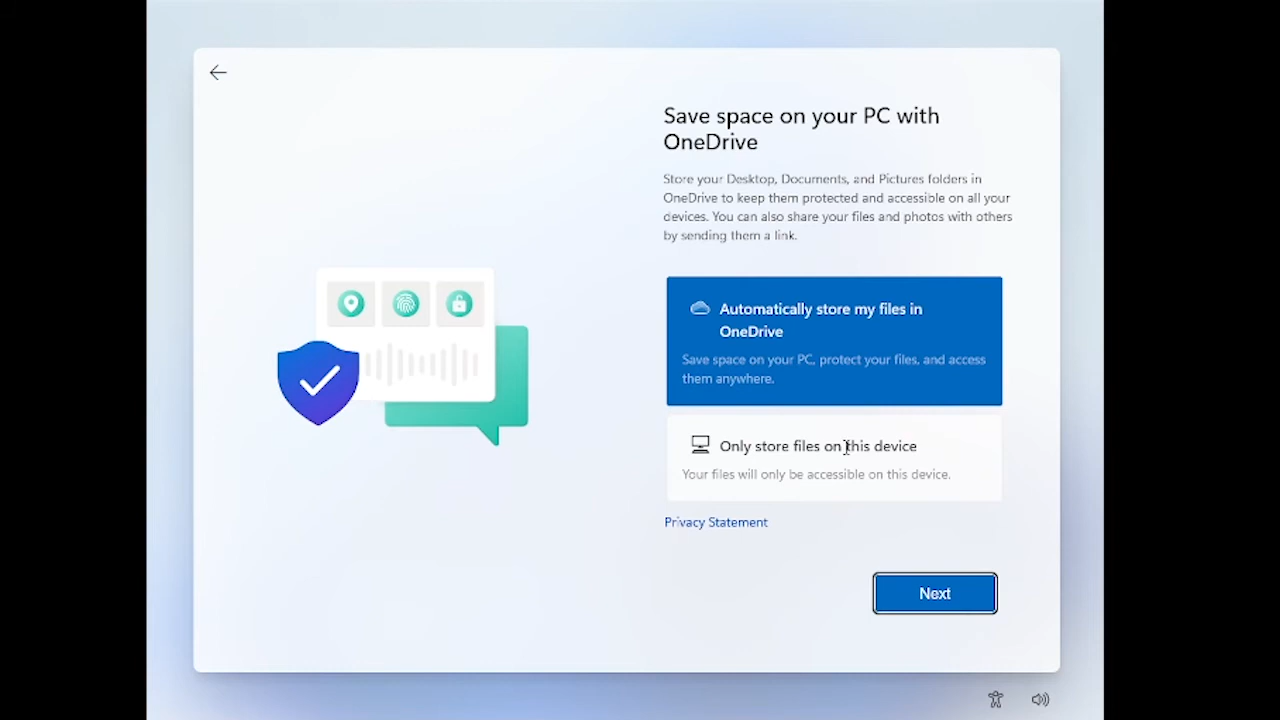 Save space on your PC with
OneDrive
Store your Desktop, Documents, and Pictures folders in
OneDrive to keep them protected and accessible on all your
devices. You can also share your files and photos with others
by sending them a link.
Automatically store my files in
OneDrive
Save space on your PC, protect your files, and access
them anywhere.
Only store files on this device
Your files will only be accessible on this device.
Privacy Statement
Next